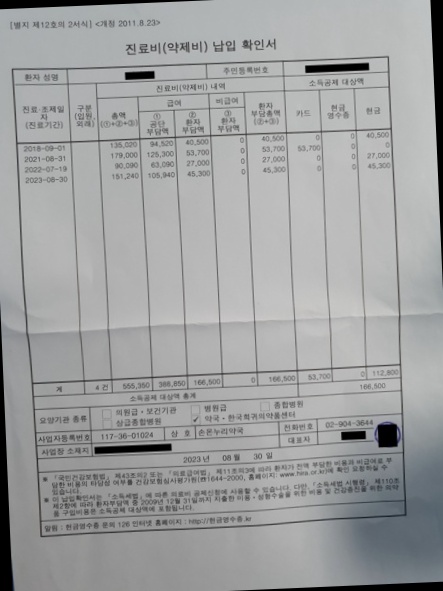 [별지 제12호의 2서식] <개정 2011.8.23>
진료비(약제비) 납입 확인서
환자 성명 주민등록번호
진료비(약제비) 내역 소득공제 대상액
진료·조제일자 (진료기간) 구분 (입원, 외래) 총액 (①+②+③) 급여 비급여 환자 부담총액 (②+③) 카드 현금 영수증 현금
① 공단 부담액 ② 환자 부담액 ③ 환자 부담액
2018-09-01 135,020 94,520 40,500 0 40,500 0 0 40,500
2021-08-31 179,000 125,300 53,700 0 53,700 53,700 0 0
2022-07-19 90,090 63,090 27,000 0 27,000 0 0 27,000
2023-08-30 151,240 105,940 45,300 0 45,300 0 0 45,300
계 4 건 555,350 388,850 166,500 0 166,500 53,700 0 112,800
소득공제 대상액 총계 166,500
요양기관 종류 의원급·보건기관 병원급 종합병원
상급종합병원 ✓ 약국·한국희귀의약품센터
사업자등록번호 117-36-01024 상 호 손온누리약국 전화번호 02-904-3644
사업장 소재지 대표자
2023 년 08 월 30 일
* 「국민건강보험법」 제43조의2 또는 「의료급여법」 제11조의3에 따라 환자가 전액 부담한 비용과 비급여로 부담한 비용의 타당성 여부를 건강보험심사평가원(☎1644-2000, 홈페이지: www.hira.or.kr)에 확인 요청하실 수 있습니다.
* 이 납입확인서는 「소득세법」에 따른 의료비 공제신청에 사용할 수 있습니다. 다만, 「소득세법 시행령」 제110조제2항에 따라 환자부담액 중 2009년 12월 31일까지 지출한 미용·성형수술을 위한 비용 및 건강증진을 위한 의약품 구입비용은 소득공제 대상액에 포함됩니다.
알림 : 현금영수증 문의 126 인터넷 홈페이지 : http://현금영수증.kr